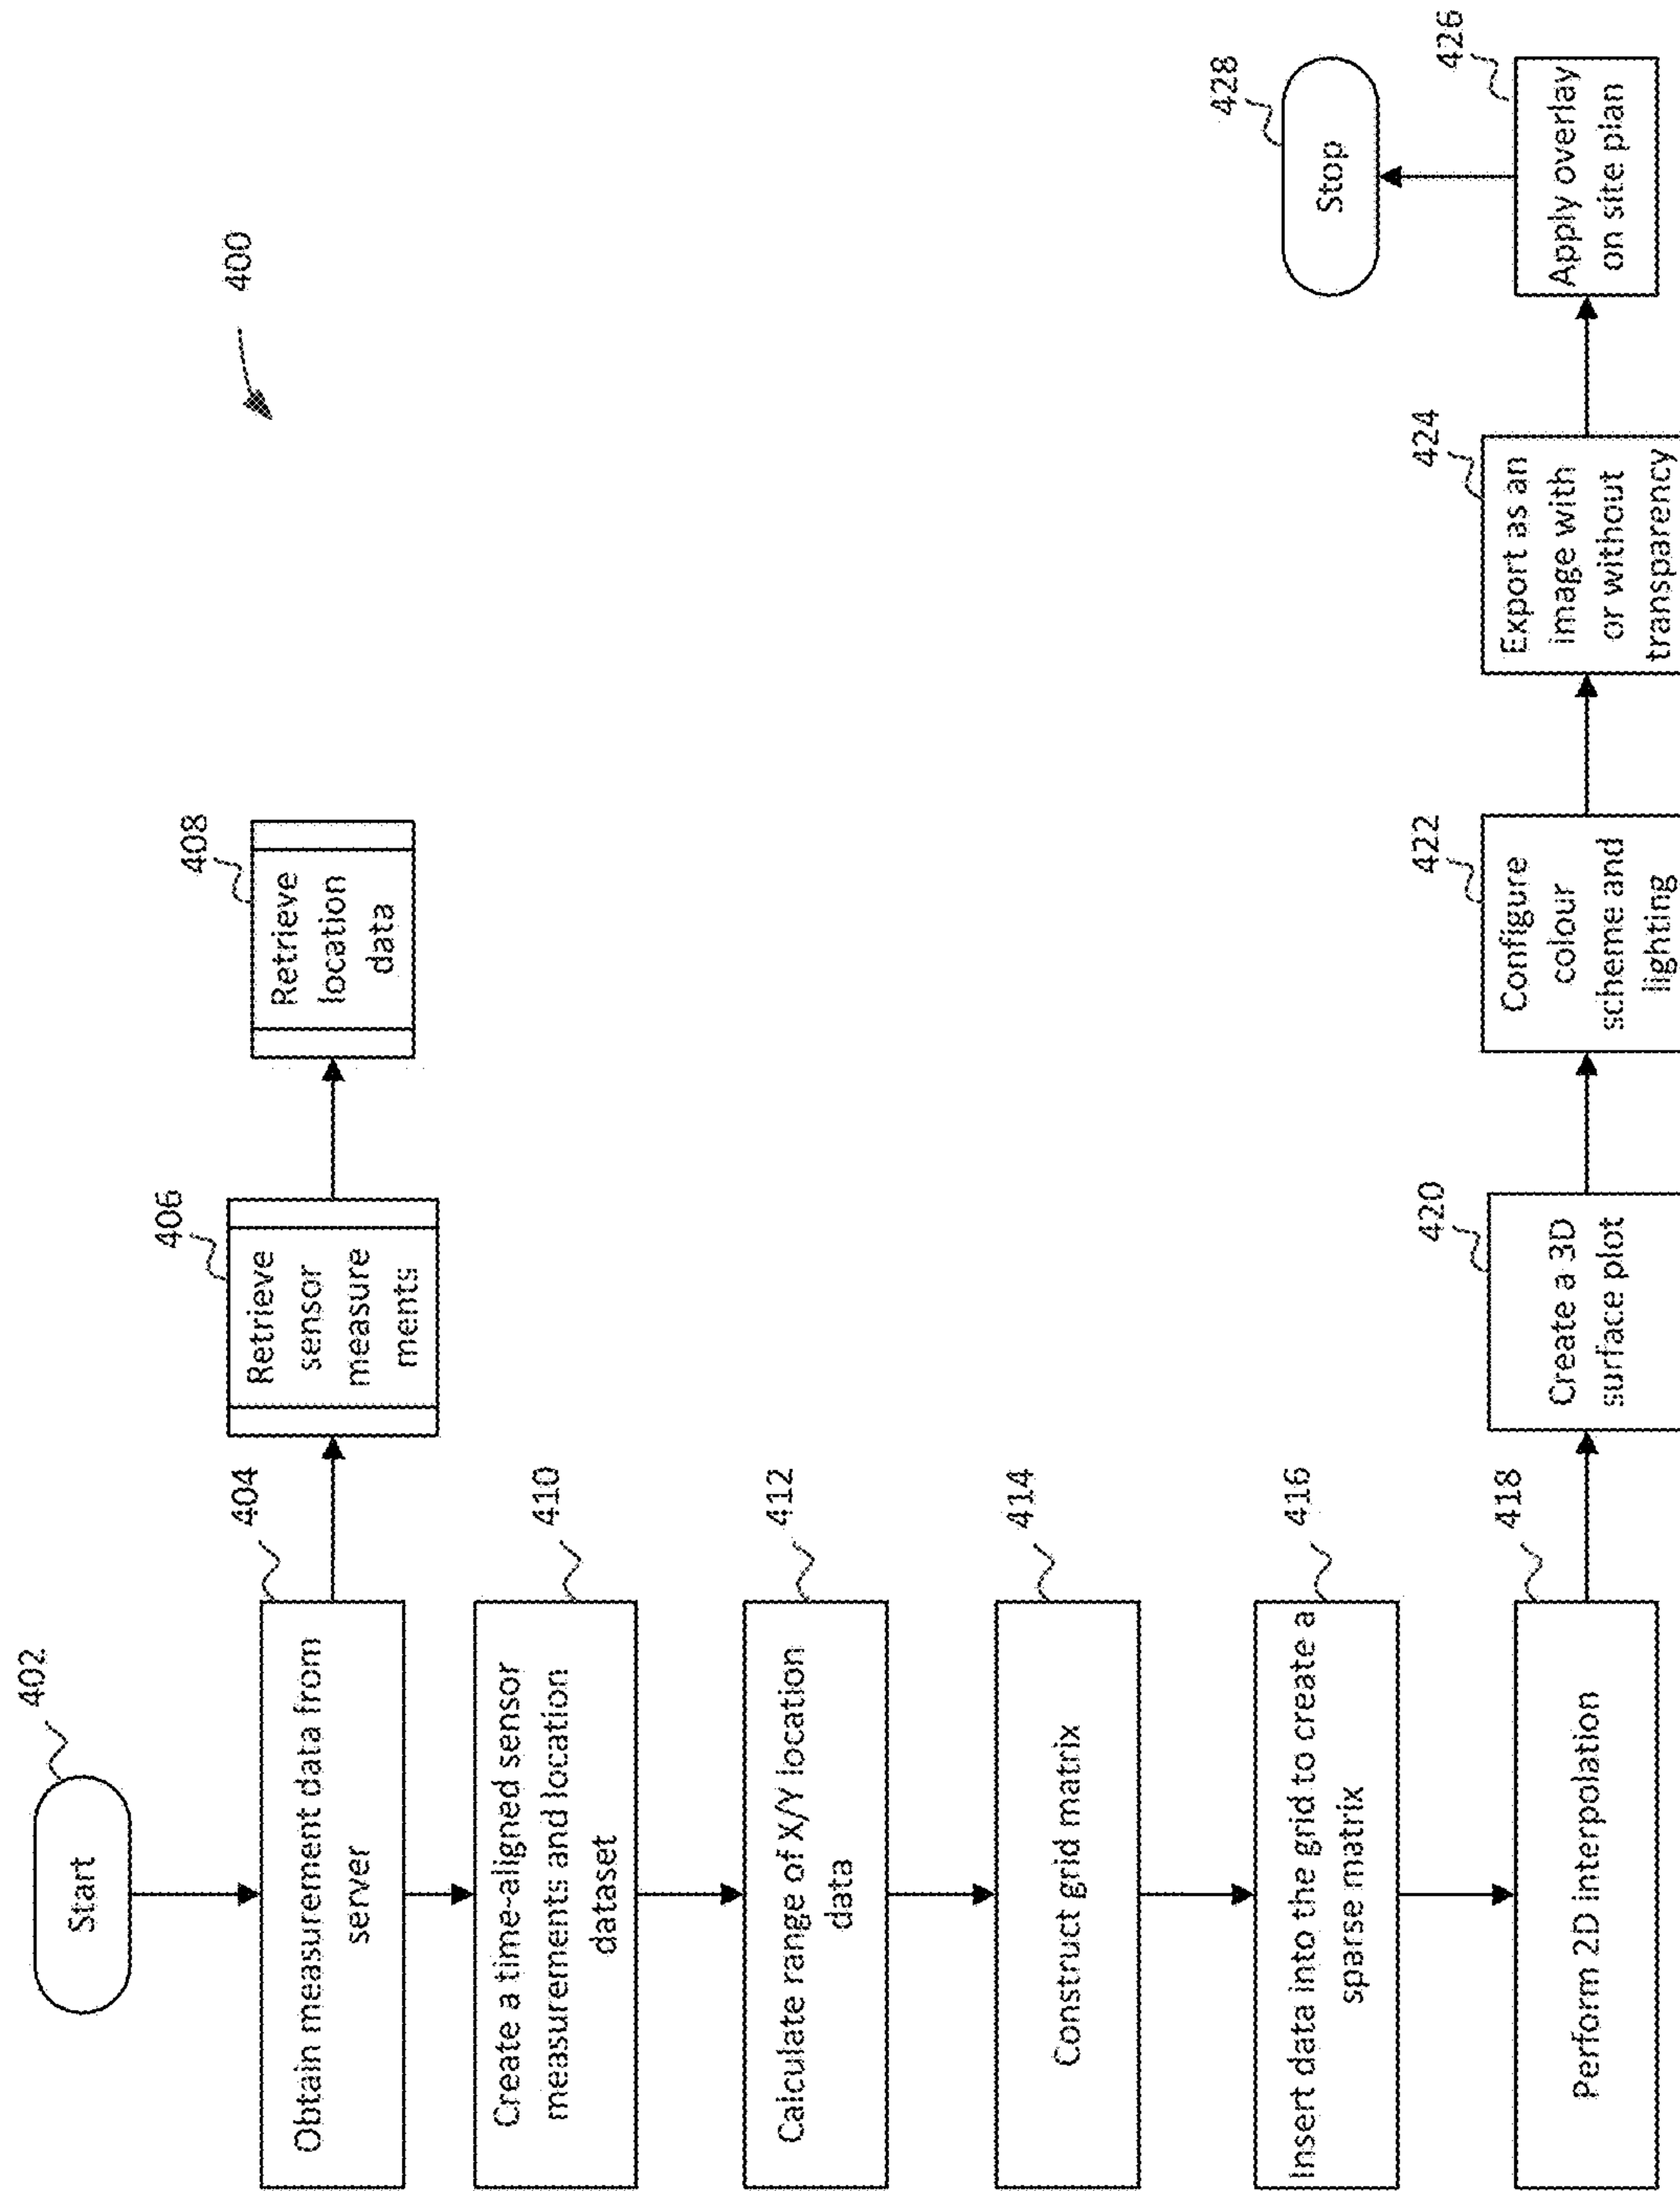 400
402
Start
404
Obtain measurement data from
server
406
Retrieve
sensor
measure
ments
408
Retrieve
location
data
410
Create a time-aligned sensor
measurements and location
dataset
412
Calculate range of X/Y location
data
414
Construct grid matrix
416
Insert data into the grid to create a
sparse matrix
418
Perform 2D interpolation
420
Create a 3D
surface plot
422
Configure
colour
scheme and
lighting
424
Export as an
image with
or without
transparency
426
Apply overlay
on site plan
428
Stop